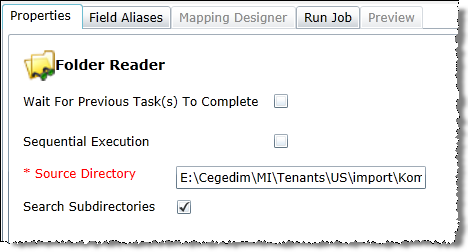 Properties Field Aliases Mapping Designer Run Job Preview
Folder Reader
Wait For Previous Task(s) To Complete
Sequential Execution
* Source Directory E:\Cegedim\MI\Tenants\US\import\Kom
Search Subdirectories